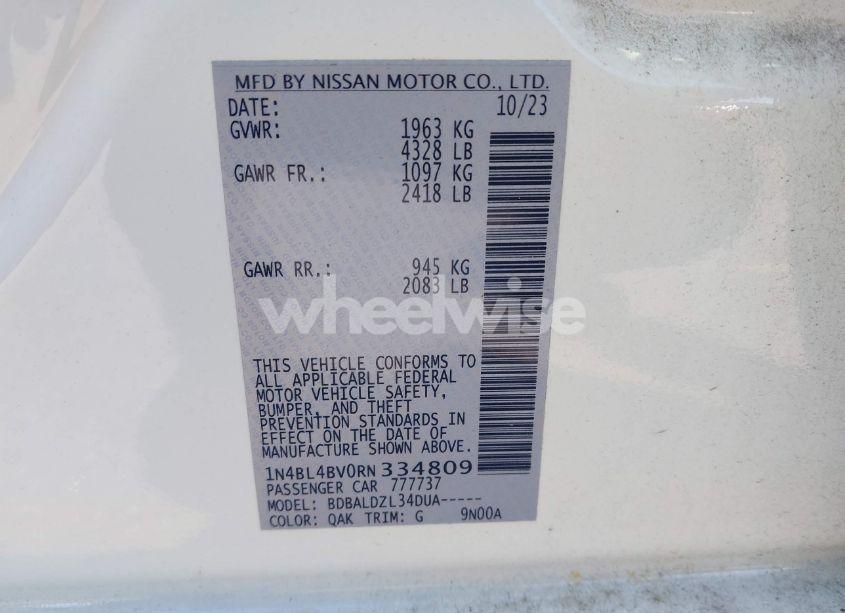 MFD BY NISSAN MOTOR CO., LTD.
DATE: 10/23
GVWR: 1963 KG
4328 LB
GAWR FR.: 1097 KG
2418 LB
GAWR RR.: 945 KG
2083 LB
wheelwise
THIS VEHICLE CONFORMS TO
ALL APPLICABLE FEDERAL
MOTOR VEHICLE SAFETY,
BUMPER, AND THEFT
PREVENTION STANDARDS IN
EFFECT ON THE DATE OF
MANUFACTURE SHOWN ABOVE.
1N4BL4BV0RN334809
PASSENGER CAR 777737
MODEL: BDBALDZL34DUA-----
COLOR: QAK TRIM: G 9N00A